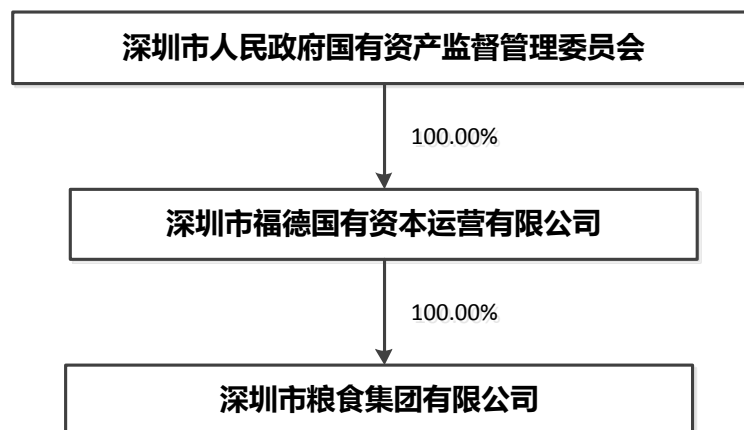 深圳市人民政府国有资产监督管理委员会
100.00%
深圳市福德国有资本运营有限公司
100.00%
深圳市粮食集团有限公司